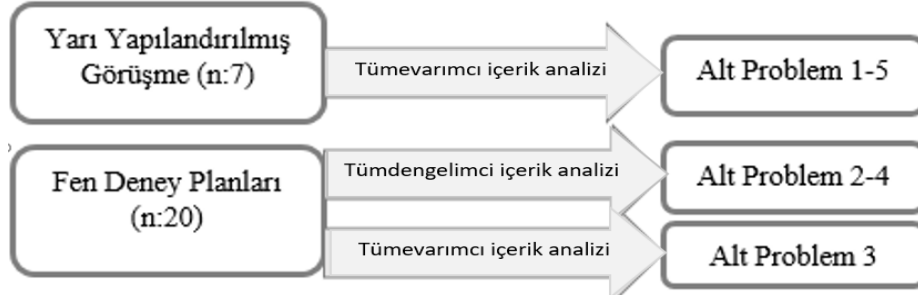 Yarı Yapılandırılmış
Görüşme (n:7)
Tümevarımcı içerik analizi
Alt Problem 1-5
Fen Deney Planları
(n:20)
Tümdengelimci içerik analizi
Alt Problem 2-4
Tümevarımcı içerik analizi
Alt Problem 3